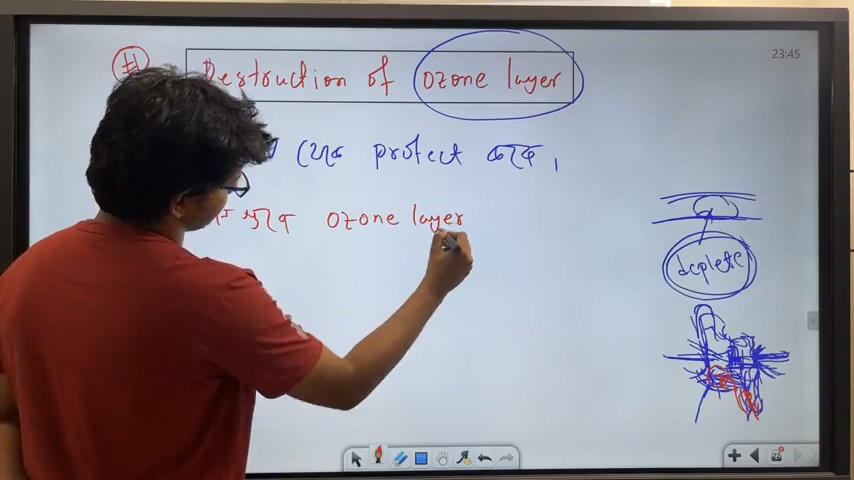 #
Destruction of ozone layer
23:45
থেকে protect করে,
ozone layer
deplete